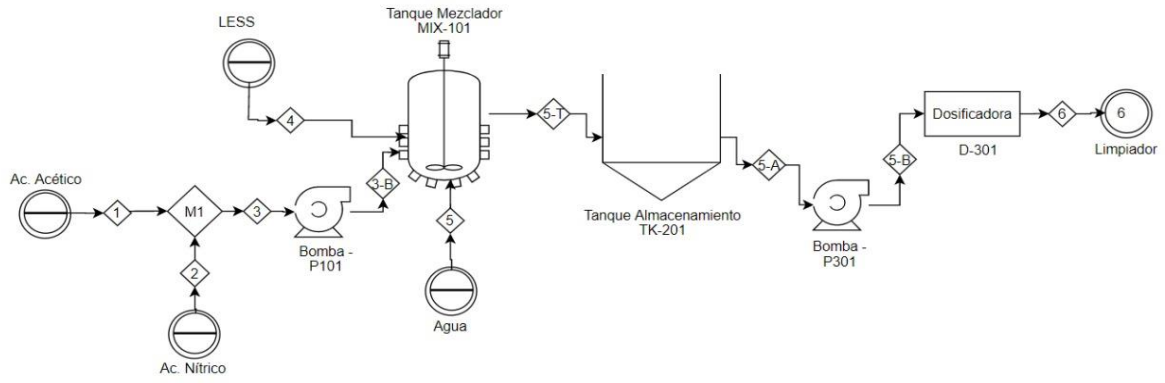 LESS
Tanque Mezclador
MIX-101
4
5-T
3-B
5
Ac. Acético
1
M1
3
Bomba -
P101
2
Ac. Nítrico
Agua
Tanque Almacenamiento
TK-201
5-A
Bomba -
P301
5-B
Dosificadora
D-301
6
6
Limpiador